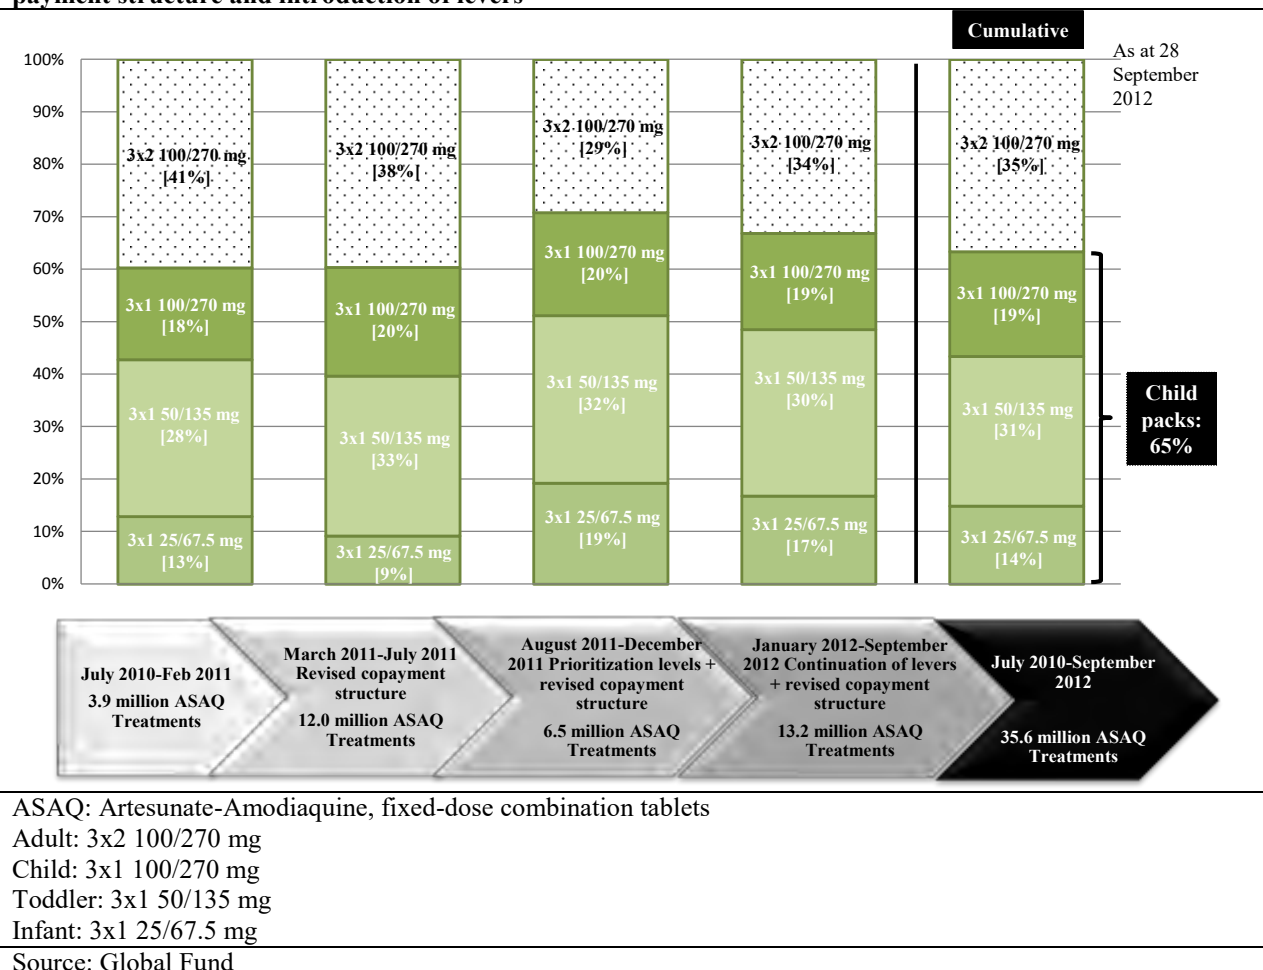 payment structure and introduction of levers
Cumulative
As at 28
September
2012
100%
90%
80%
70%
60%
50%
40%
30%
20%
10%
0%
3x2 100/270 mg
[41%]
3x1 100/270 mg
[18%]
3x1 50/135 mg
[28%]
3x1 25/67.5 mg
[13%]
3x2 100/270 mg
[38%[
3x1 100/270 mg
[20%]
3x1 50/135 mg
[33%]
3x1 25/67.5 mg
[9%]
3x2 100/270 mg
[29%]
3x1 100/270 mg
[20%]
3x1 50/135 mg
[32%]
3x1 25/67.5 mg
[19%]
3x2 100/270 mg
[34%]
3x1 100/270 mg
[19%]
3x1 50/135 mg
[30%]
3x1 25/67.5 mg
[17%]
3x2 100/270 mg
[35%]
3x1 100/270 mg
[19%]
3x1 50/135 mg
[31%]
3x1 25/67.5 mg
[14%]
Child
packs:
65%
July 2010-Feb 2011
3.9 million ASAQ
Treatments
March 2011-July 2011
Revised copayment
structure
12.0 million ASAQ
Treatments
August 2011-December
2011 Prioritization levels +
revised copayment
structure
6.5 million ASAQ
Treatments
January 2012-September
2012 Continuation of levers
+ revised copayment
structure
13.2 million ASAQ
Treatments
July 2010-September
2012
35.6 million ASAQ
Treatments
ASAQ: Artesunate-Amodiaquine, fixed-dose combination tablets
Adult: 3x2 100/270 mg
Child: 3x1 100/270 mg
Toddler: 3x1 50/135 mg
Infant: 3x1 25/67.5 mg
Source: Global Fund